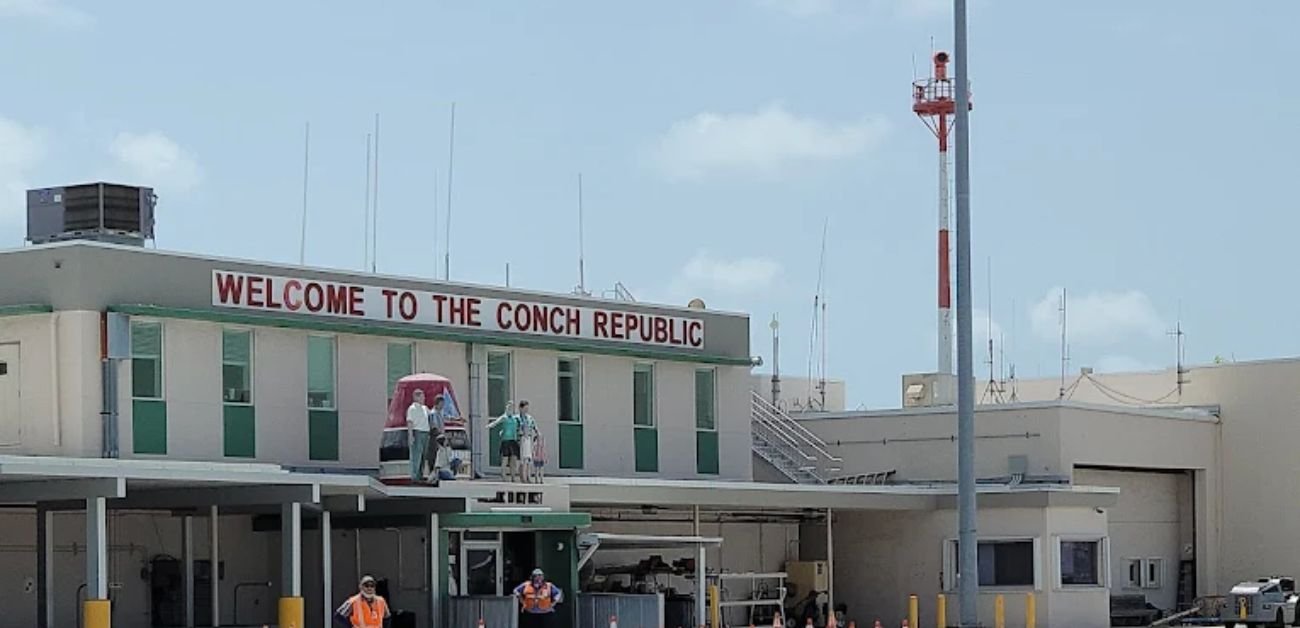 WELCOME TO THE CONCH REPUBLIC